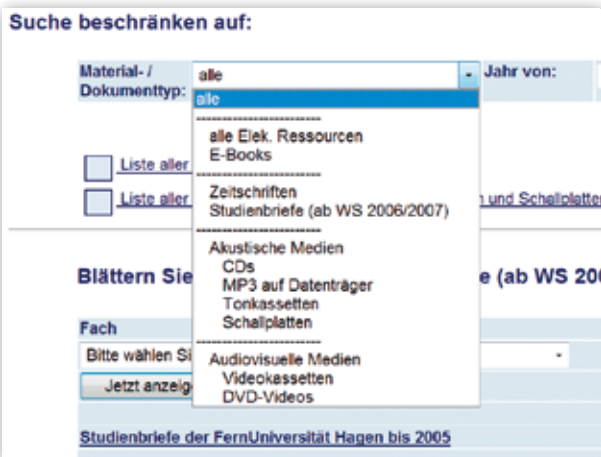 Suche beschränken auf:
Material- / Dokumenttyp:
alle
Jahr von:
alle
-------------------------
alle Elek. Ressourcen
E-Books
-------------------------
Zeitschriften
Studienbriefe (ab WS 2006/2007)
-------------------------
Akustische Medien
CDs
MP3 auf Datenträger
Tonkassetten
Schallplatten
-------------------------
Audiovisuelle Medien
Videokassetten
DVD-Videos
Liste aller
Liste aller
und Schallplatten
Blättern Sie
(ab WS 200
Fach
Bitte wählen Si
Jetzt anzeig
Studienbriefe der FernUniversität Hagen bis 2005